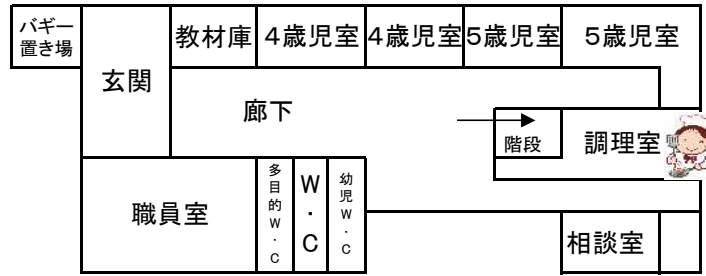 バギー
置き場
玄関
教材庫
４歳児室
４歳児室
５歳児室
５歳児室
廊下
階段
調理室
職員室
多目的W・C
W・C
幼児W・C
相談室